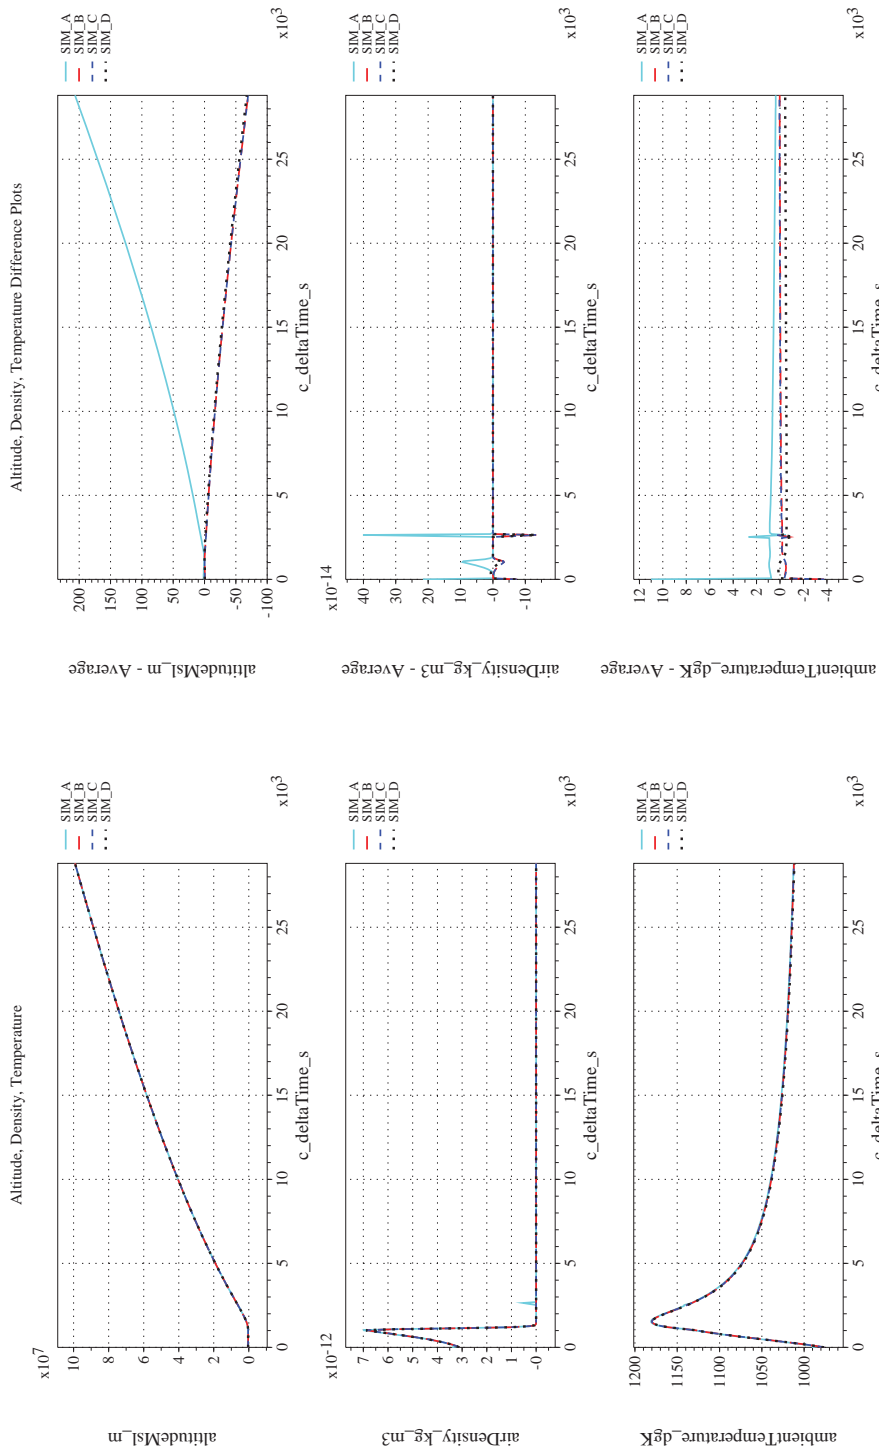 Altitude, Density, Temperature
x10^7
altitudeMsl_m
10
8
6
4
2
0
0 5 10 15 20 25
c_deltaTime_s
x10^3
SIM_A
SIM_B
SIM_C
SIM_D
x10^-12
airDensity_kg_m3
7
6
5
4
3
2
1
-0
0 5 10 15 20 25
c_deltaTime_s
x10^3
SIM_A
SIM_B
SIM_C
SIM_D
ambientTemperature_dgK
1200
1150
1100
1050
1000
0 5 10 15 20 25
c_deltaTime_s
x10^3
SIM_A
SIM_B
SIM_C
SIM_D
Altitude, Density, Temperature Difference Plots
altitudeMsl_m - Average
200
150
100
50
0
-50
-100
0 5 10 15 20 25
c_deltaTime_s
x10^3
SIM_A
SIM_B
SIM_C
SIM_D
x10^-14
airDensity_kg_m3 - Average
40
30
20
10
-0
-10
0 5 10 15 20 25
c_deltaTime_s
x10^3
SIM_A
SIM_B
SIM_C
SIM_D
ambientTemperature_dgK - Average
12
10
8
6
4
2
0
-2
-4
0 5 10 15 20 25
c_deltaTime_s
x10^3
SIM_A
SIM_B
SIM_C
SIM_D